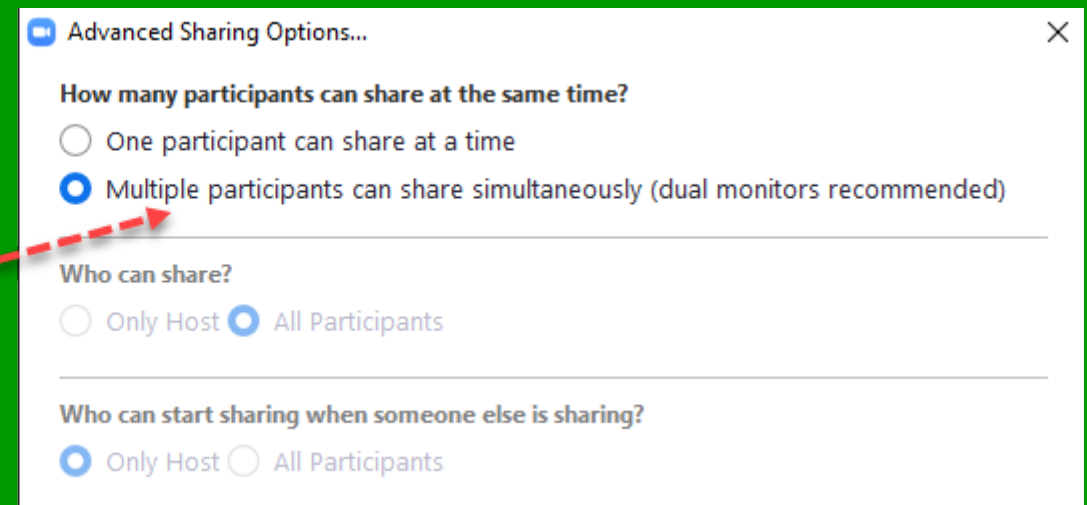 Advanced Sharing Options...
How many participants can share at the same time?
One participant can share at a time
Multiple participants can share simultaneously (dual monitors recommended)
Who can share?
Only Host All Participants
Who can start sharing when someone else is sharing?
Only Host All Participants